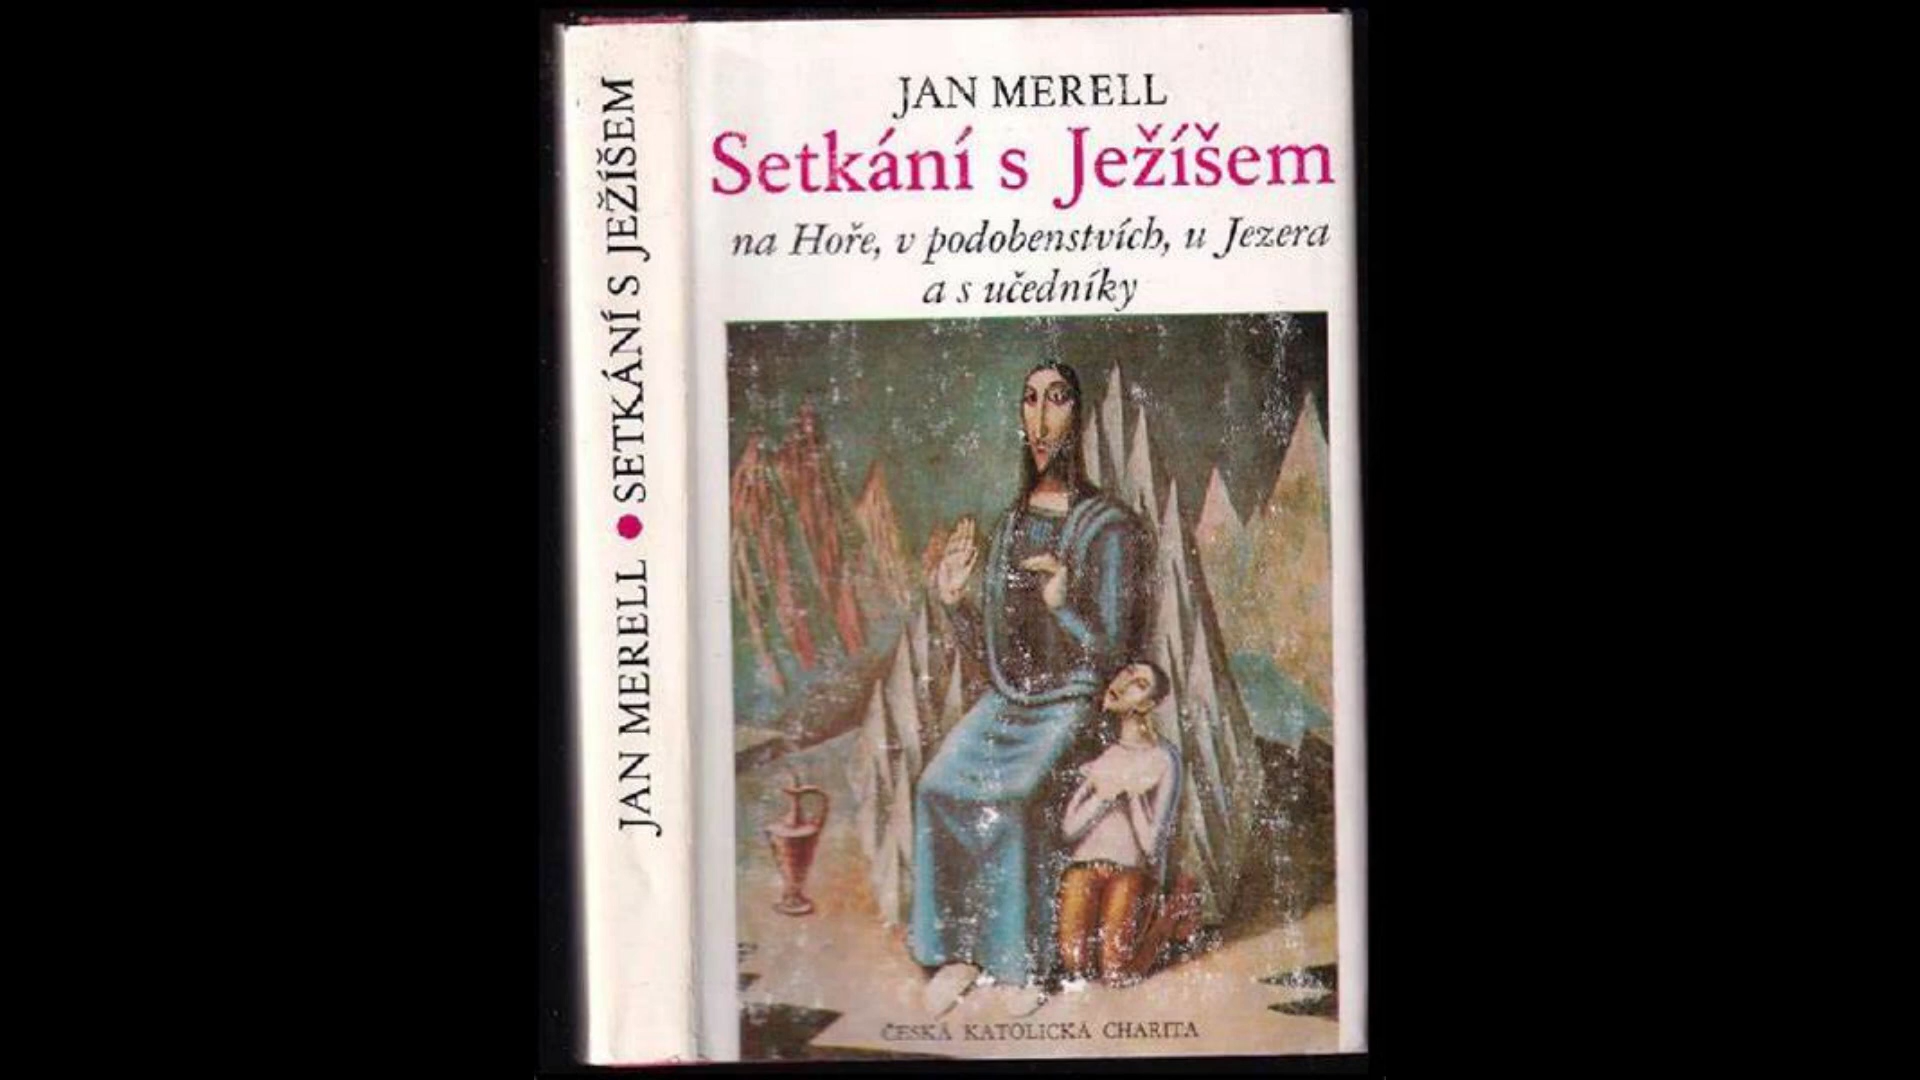 JAN MERELL • SETKÁNÍ S JEŽÍŠEM
JAN MERELL
Setkání s Ježíšem
na Hoře, v podobenstvích, u Jezera
a s učedníky
ČESKÁ KATOLICKÁ CHARITA